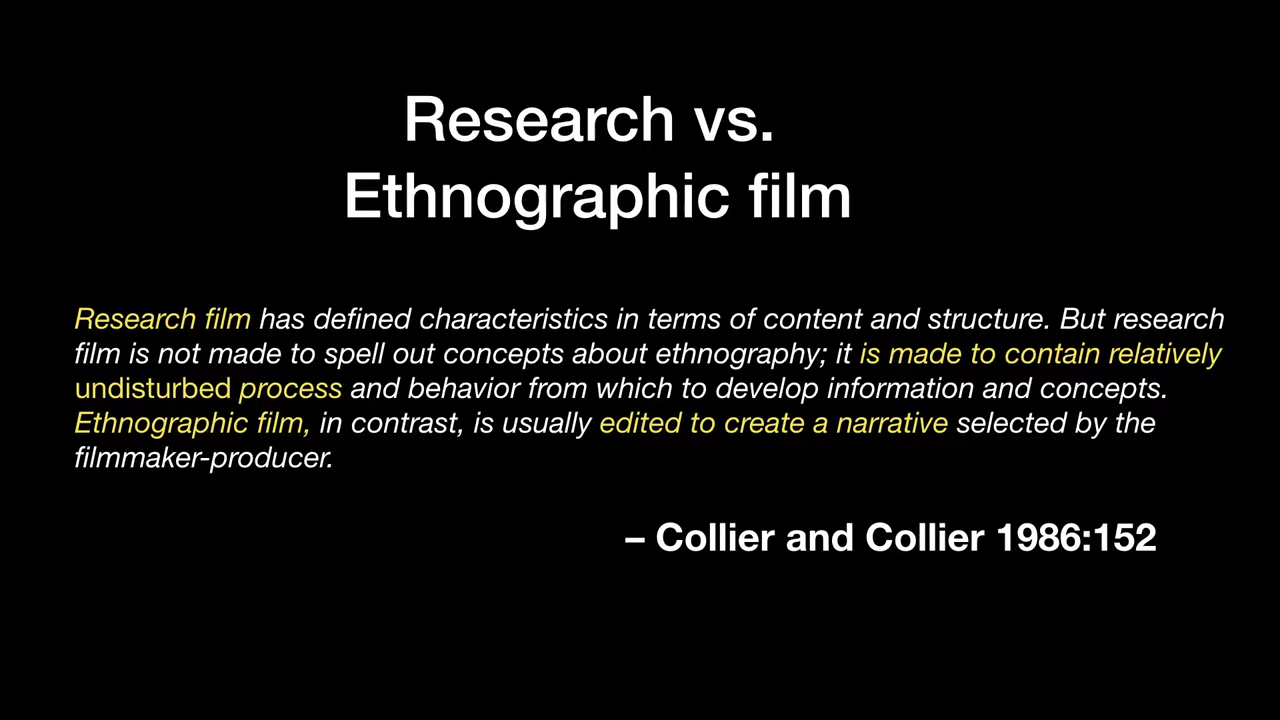 Research vs.
Ethnographic film
Research film has defined characteristics in terms of content and structure. But research
film is not made to spell out concepts about ethnography; it is made to contain relatively
undisturbed process and behavior from which to develop information and concepts.
Ethnographic film, in contrast, is usually edited to create a narrative selected by the
filmmaker-producer.
– Collier and Collier 1986:152